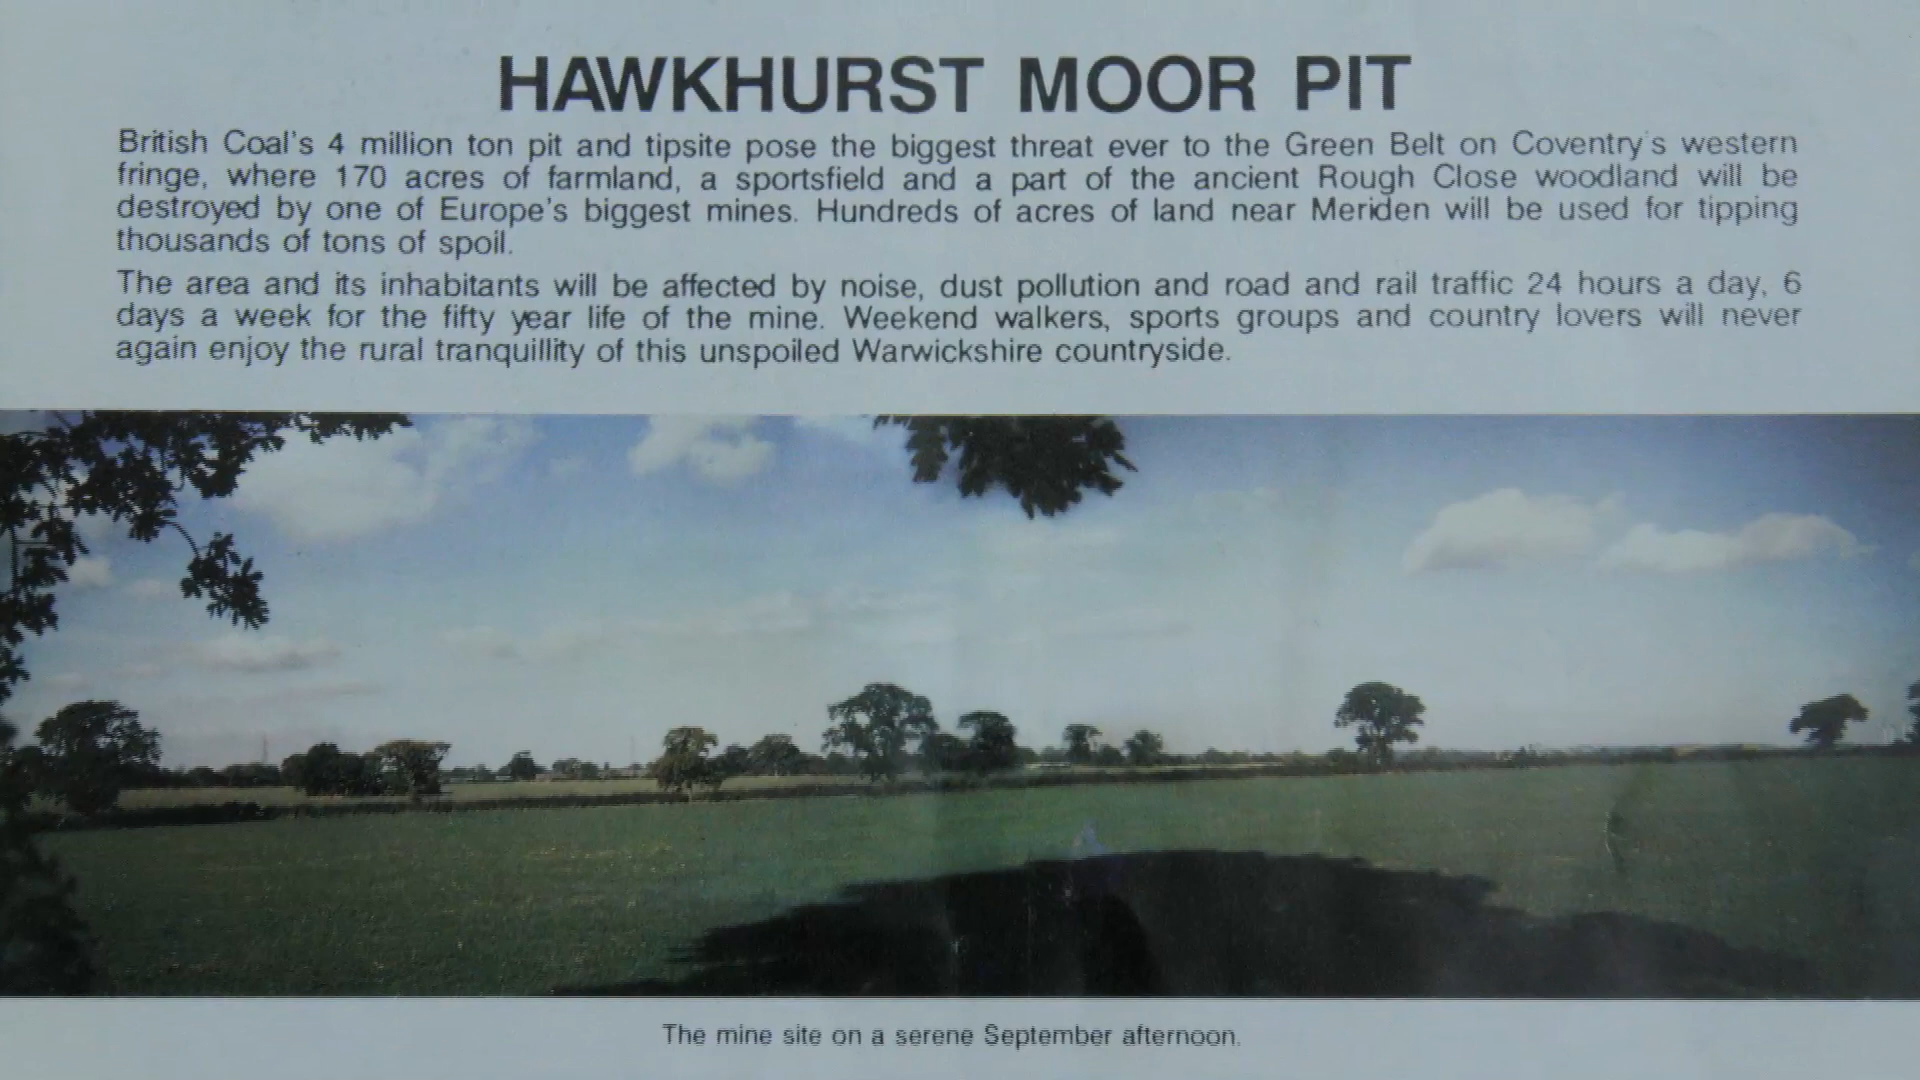 HAWKHURST MOOR PIT
British Coal's 4 million ton pit and tipsite pose the biggest threat ever to the Green Belt on Coventry's western
fringe, where 170 acres of farmland, a sportsfield and a part of the ancient Rough Close woodland will be
destroyed by one of Europe's biggest mines. Hundreds of acres of land near Meriden will be used for tipping
thousands of tons of spoil.
The area and its inhabitants will be affected by noise, dust pollution and road and rail traffic 24 hours a day, 6
days a week for the fifty year life of the mine. Weekend walkers, sports groups and country lovers will never
again enjoy the rural tranquillity of this unspoiled Warwickshire countryside.
The mine site on a serene September afternoon.